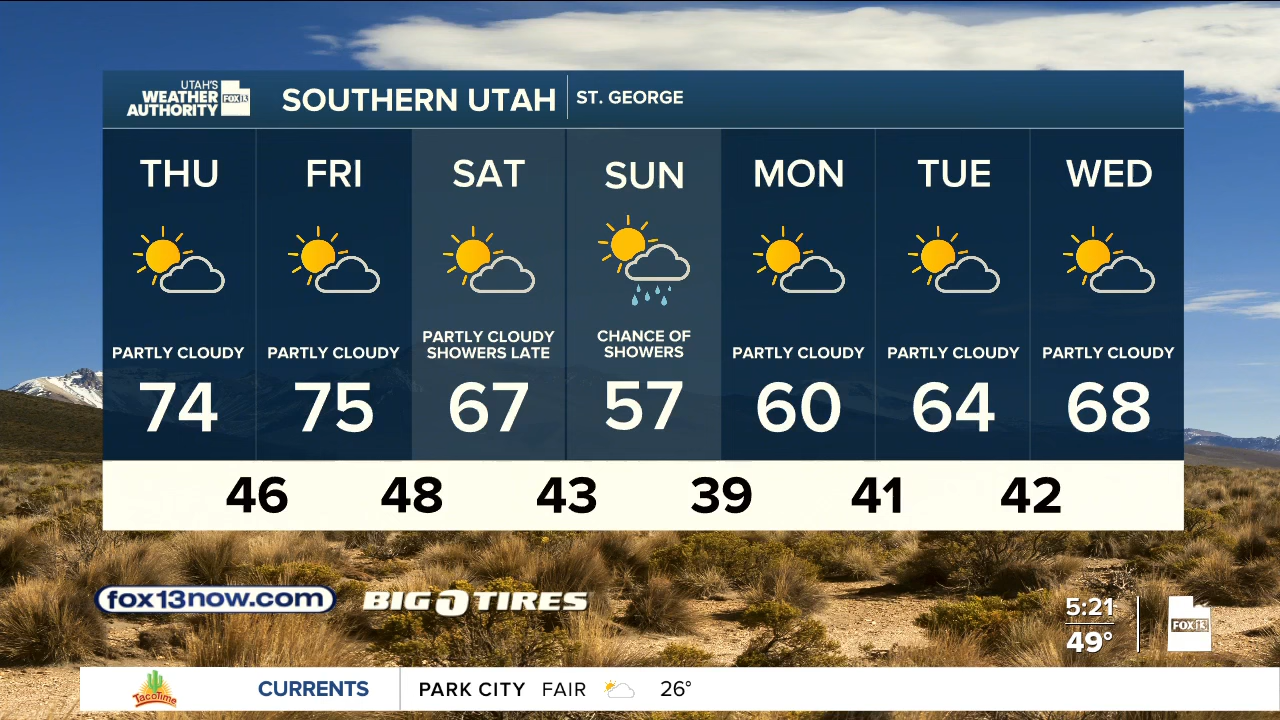 UTAH'S
WEATHER
AUTHORITY
FOX 13
SOUTHERN UTAH
ST. GEORGE
THU FRI SAT SUN MON TUE WED
PARTLY CLOUDY
PARTLY CLOUDY
PARTLY CLOUDY
SHOWERS LATE
CHANCE OF
SHOWERS
PARTLY CLOUDY
PARTLY CLOUDY
PARTLY CLOUDY
74 75 67 57 60 64 68
46 48 43 39 41 42
fox13now.com
BIG O TIRES
5:21
49°
FOX 13
TacoTime
CURRENTS
PARK CITY FAIR 26°